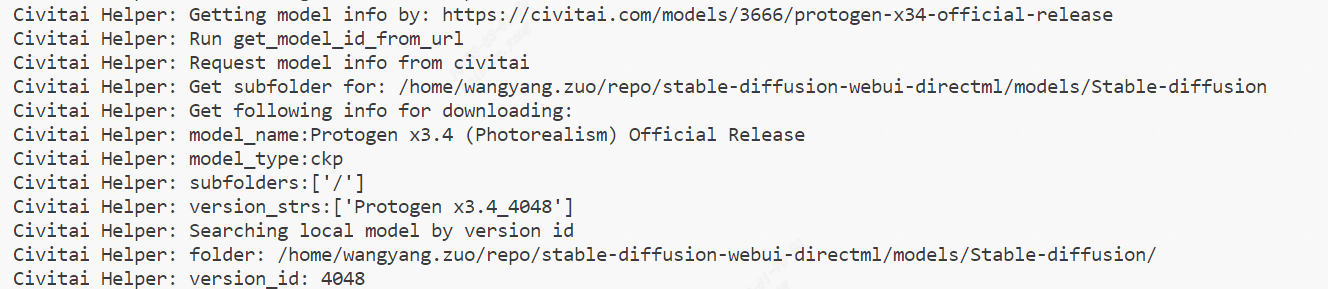 Civitai Helper: Getting model info by: https://civitai.com/models/3666/protogen-x34-official-release
Civitai Helper: Run get_model_id_from_url
Civitai Helper: Request model info from civitai
Civitai Helper: Get subfolder for: /home/wangyang.zuo/repo/stable-diffusion-webui-directml/models/Stable-diffusion
Civitai Helper: Get following info for downloading:
Civitai Helper: model_name:Protogen x3.4 (Photorealism) Official Release
Civitai Helper: model_type:ckp
Civitai Helper: subfolders:['/']
Civitai Helper: version_strs:['Protogen x3.4_4048']
Civitai Helper: Searching local model by version id
Civitai Helper: folder: /home/wangyang.zuo/repo/stable-diffusion-webui-directml/models/Stable-diffusion/
Civitai Helper: version_id: 4048